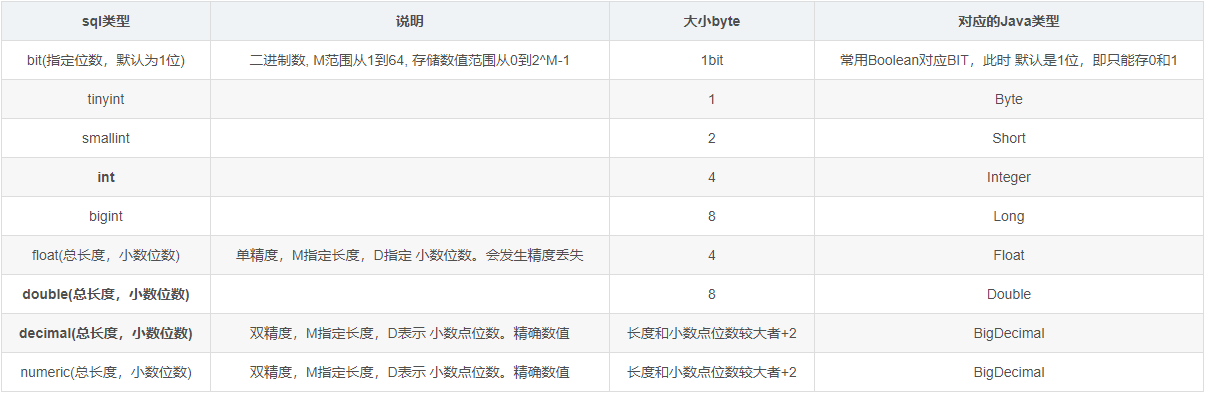 sql类型 说明 大小byte 对应的Java类型
bit(指定位数，默认为1位) 二进制数, M范围从1到64, 存储数值范围从0到2^M-1 1bit 常用Boolean对应BIT，此时 默认是1位，即只能存0和1
tinyint 1 Byte
smallint 2 Short
int 4 Integer
bigint 8 Long
float(总长度，小数位数) 单精度，M指定长度，D指定 小数位数。会发生精度丢失 4 Float
double(总长度，小数位数) 8 Double
decimal(总长度，小数位数) 双精度，M指定长度，D表示 小数点位数。精确数值 长度和小数点位数较大者+2 BigDecimal
numeric(总长度，小数位数) 双精度，M指定长度，D表示 小数点位数。精确数值 长度和小数点位数较大者+2 BigDecimal